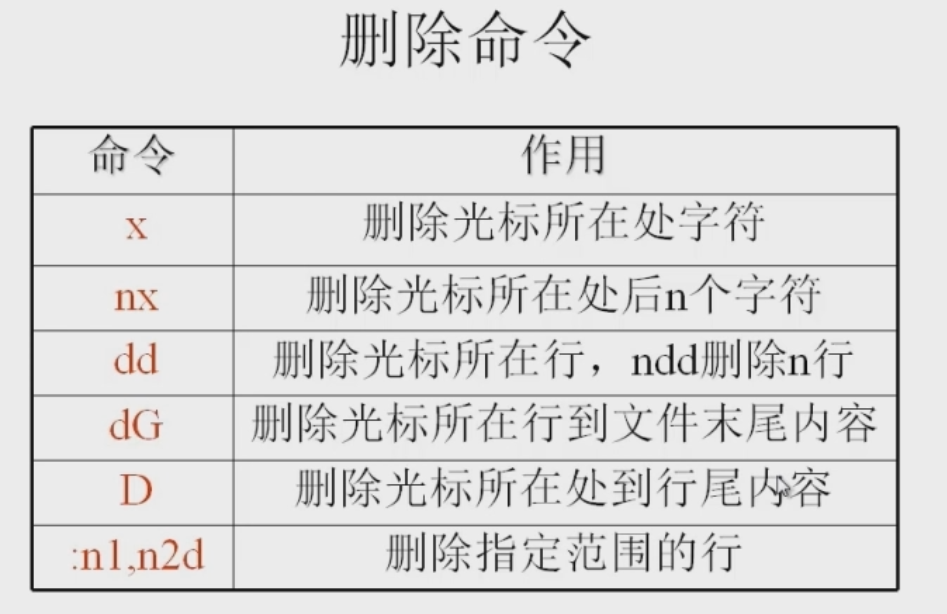 删除命令
命令 作用
x 删除光标所在处字符
nx 删除光标所在处后n个字符
dd 删除光标所在行，ndd删除n行
dG 删除光标所在行到文件末尾内容
D 删除光标所在处到行尾内容
:n1,n2d 删除指定范围的行